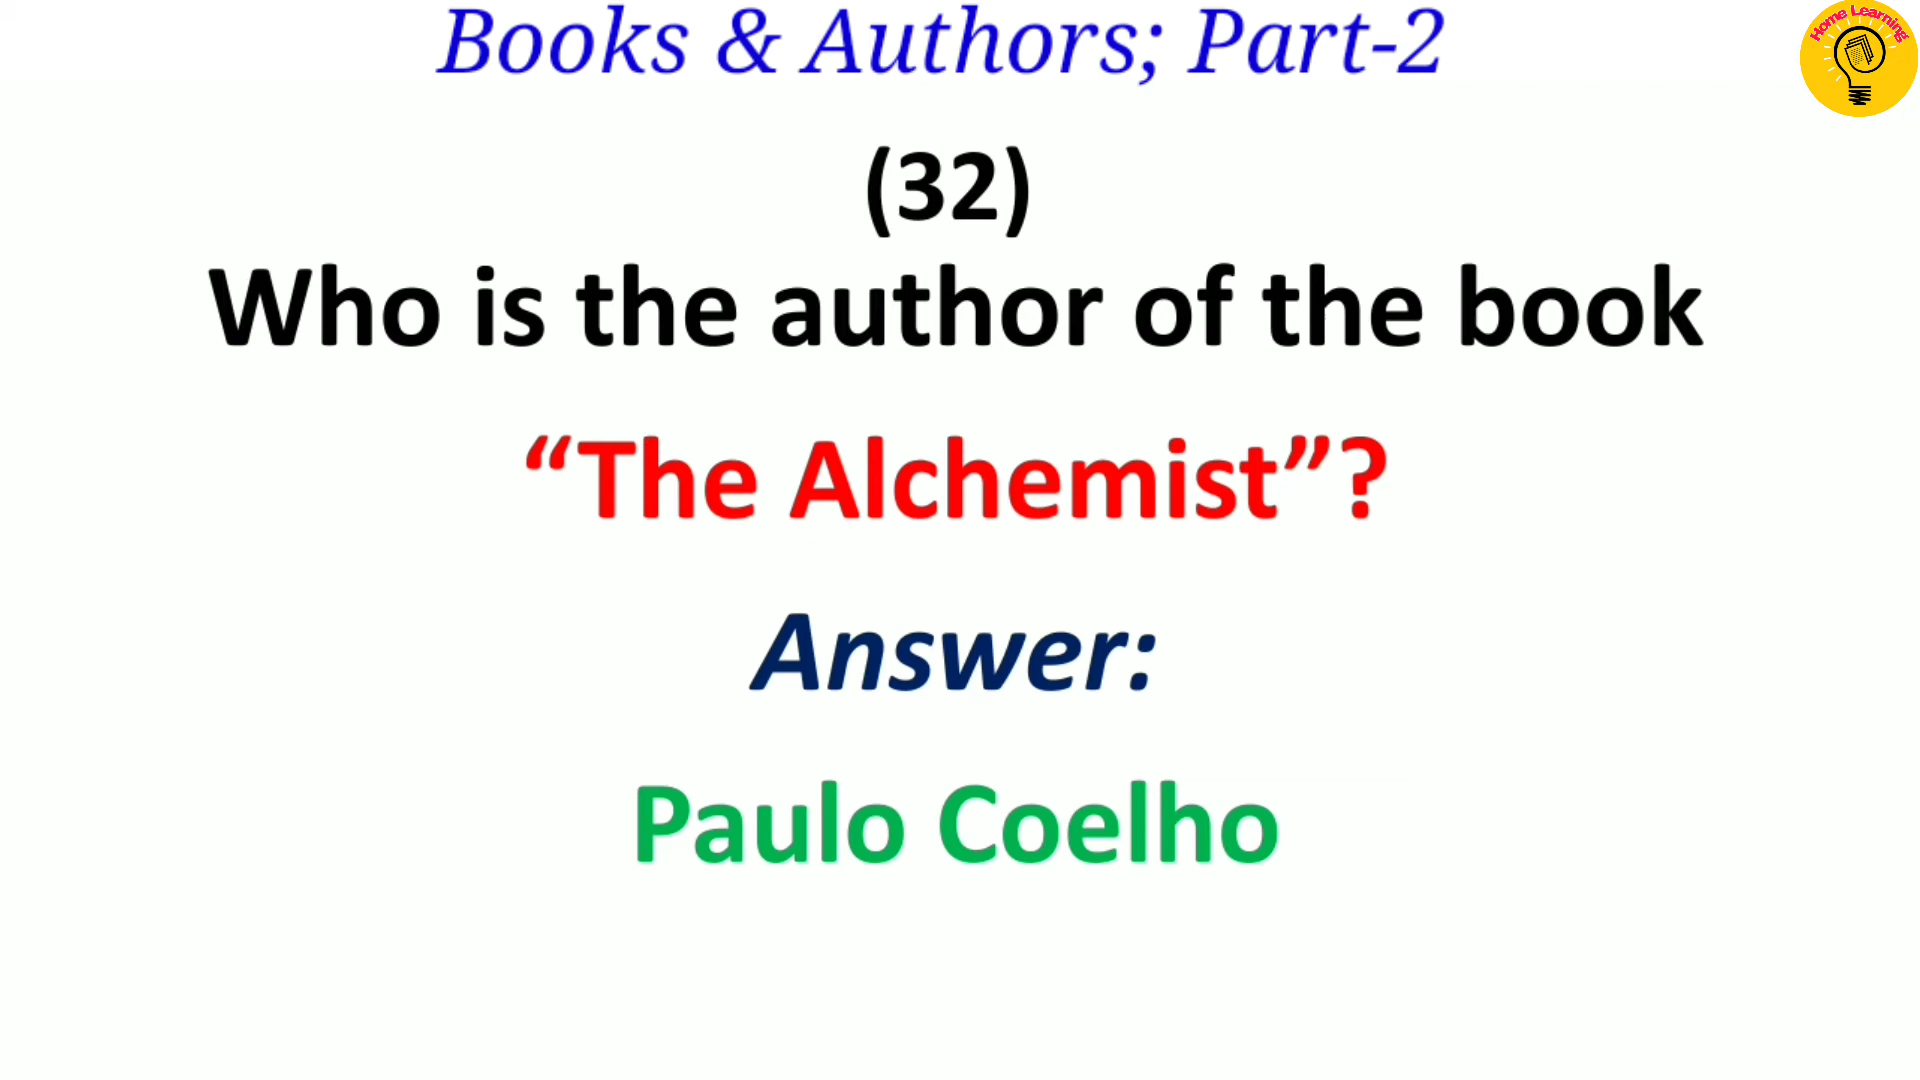 Books & Authors; Part-2
Home Learning
(32)
Who is the author of the book
“The Alchemist”?
Answer:
Paulo Coelho